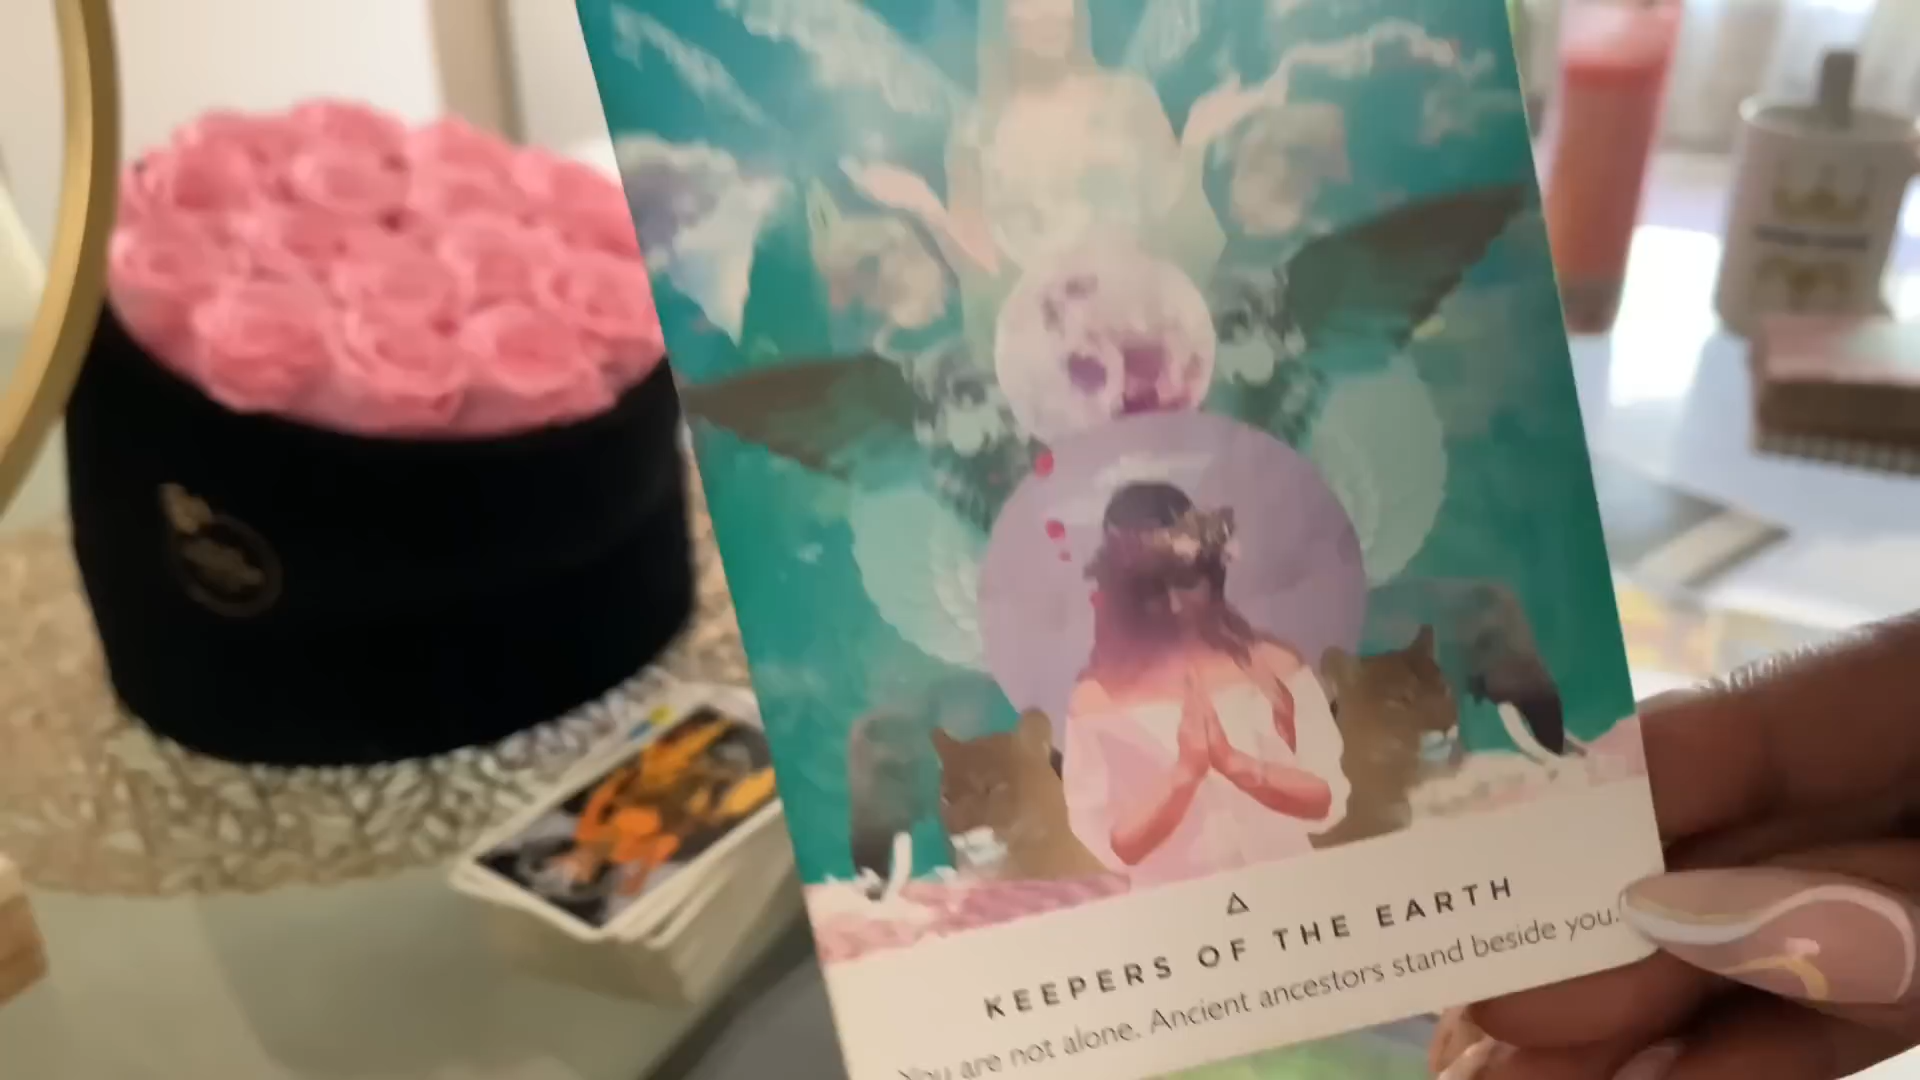 KEEPERS OF THE EARTH
You are not alone. Ancient ancestors stand beside you.